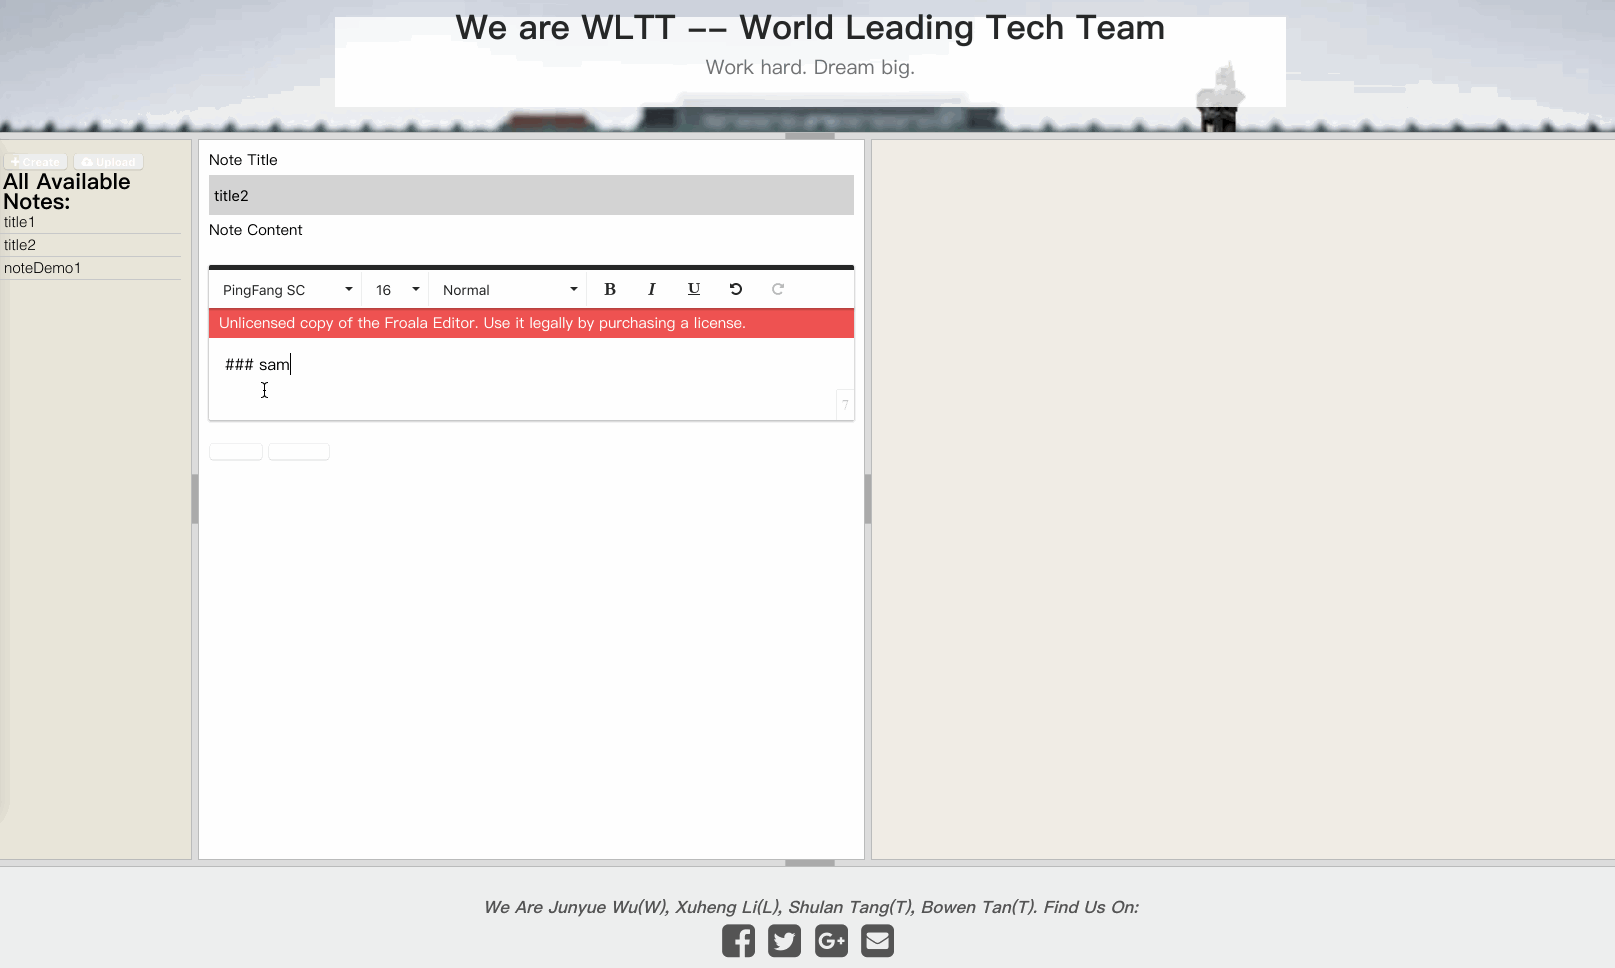 We are WLTT -- World Leading Tech Team
Work hard. Dream big.
Create Upload
All Available
Notes:
title1
title2
noteDemo1
Note Title
title2
Note Content
PingFang SC 16 Normal B I U
Unlicensed copy of the Froala Editor. Use it legally by purchasing a license.
### sam
7
We Are Junyue Wu(W), Xuheng Li(L), Shulan Tang(T), Bowen Tan(T). Find Us On: